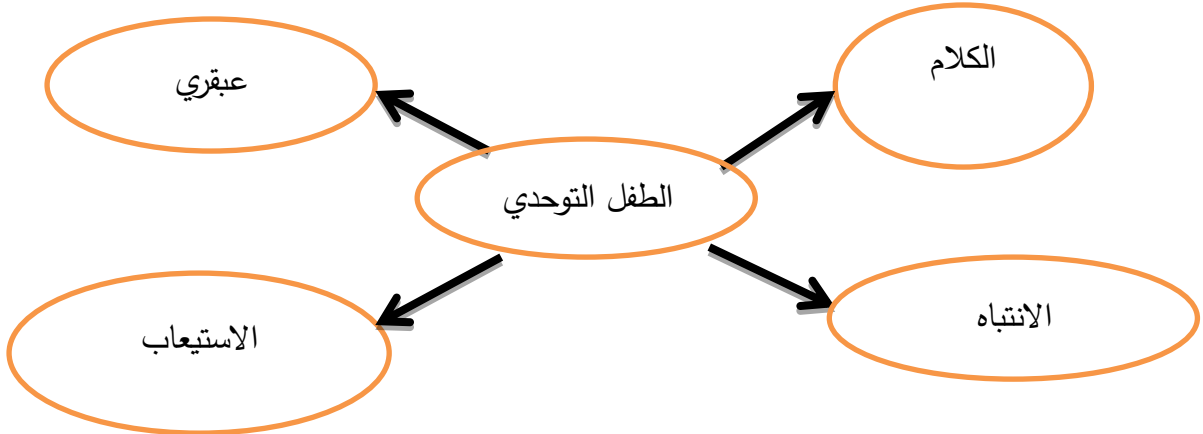 الكلام
عبقري
الطفل التوحدي
الانتباه
الاستيعاب